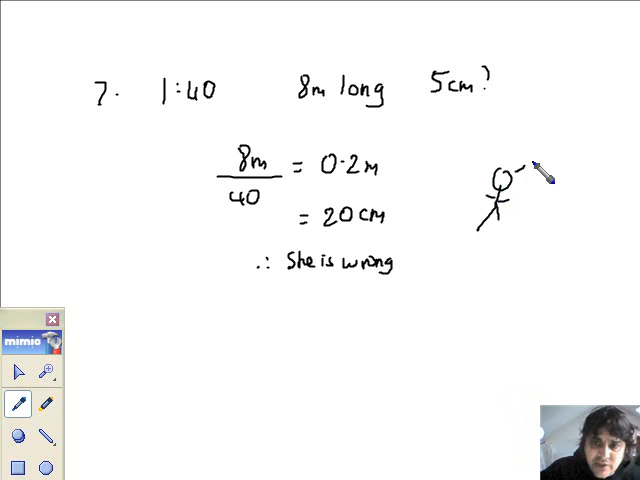 7. 1:40 8m long 5cm?
8m/40 = 0.2m
= 20cm
∴ She is wrong
mimio